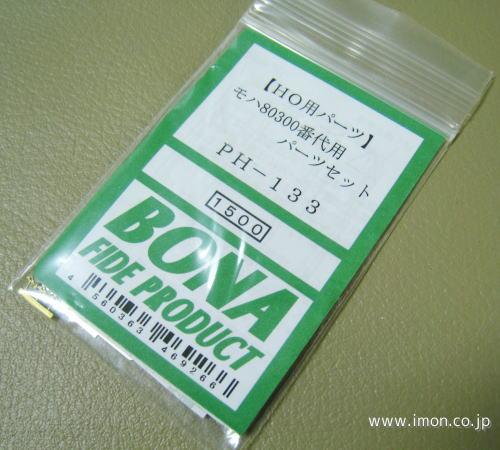 【HO用パーツ】
モハ80300番代用
パーツセット
PH－133
1500
BONA
FIDE PRODUCT
4 560363 469266
www.imon.co.jp